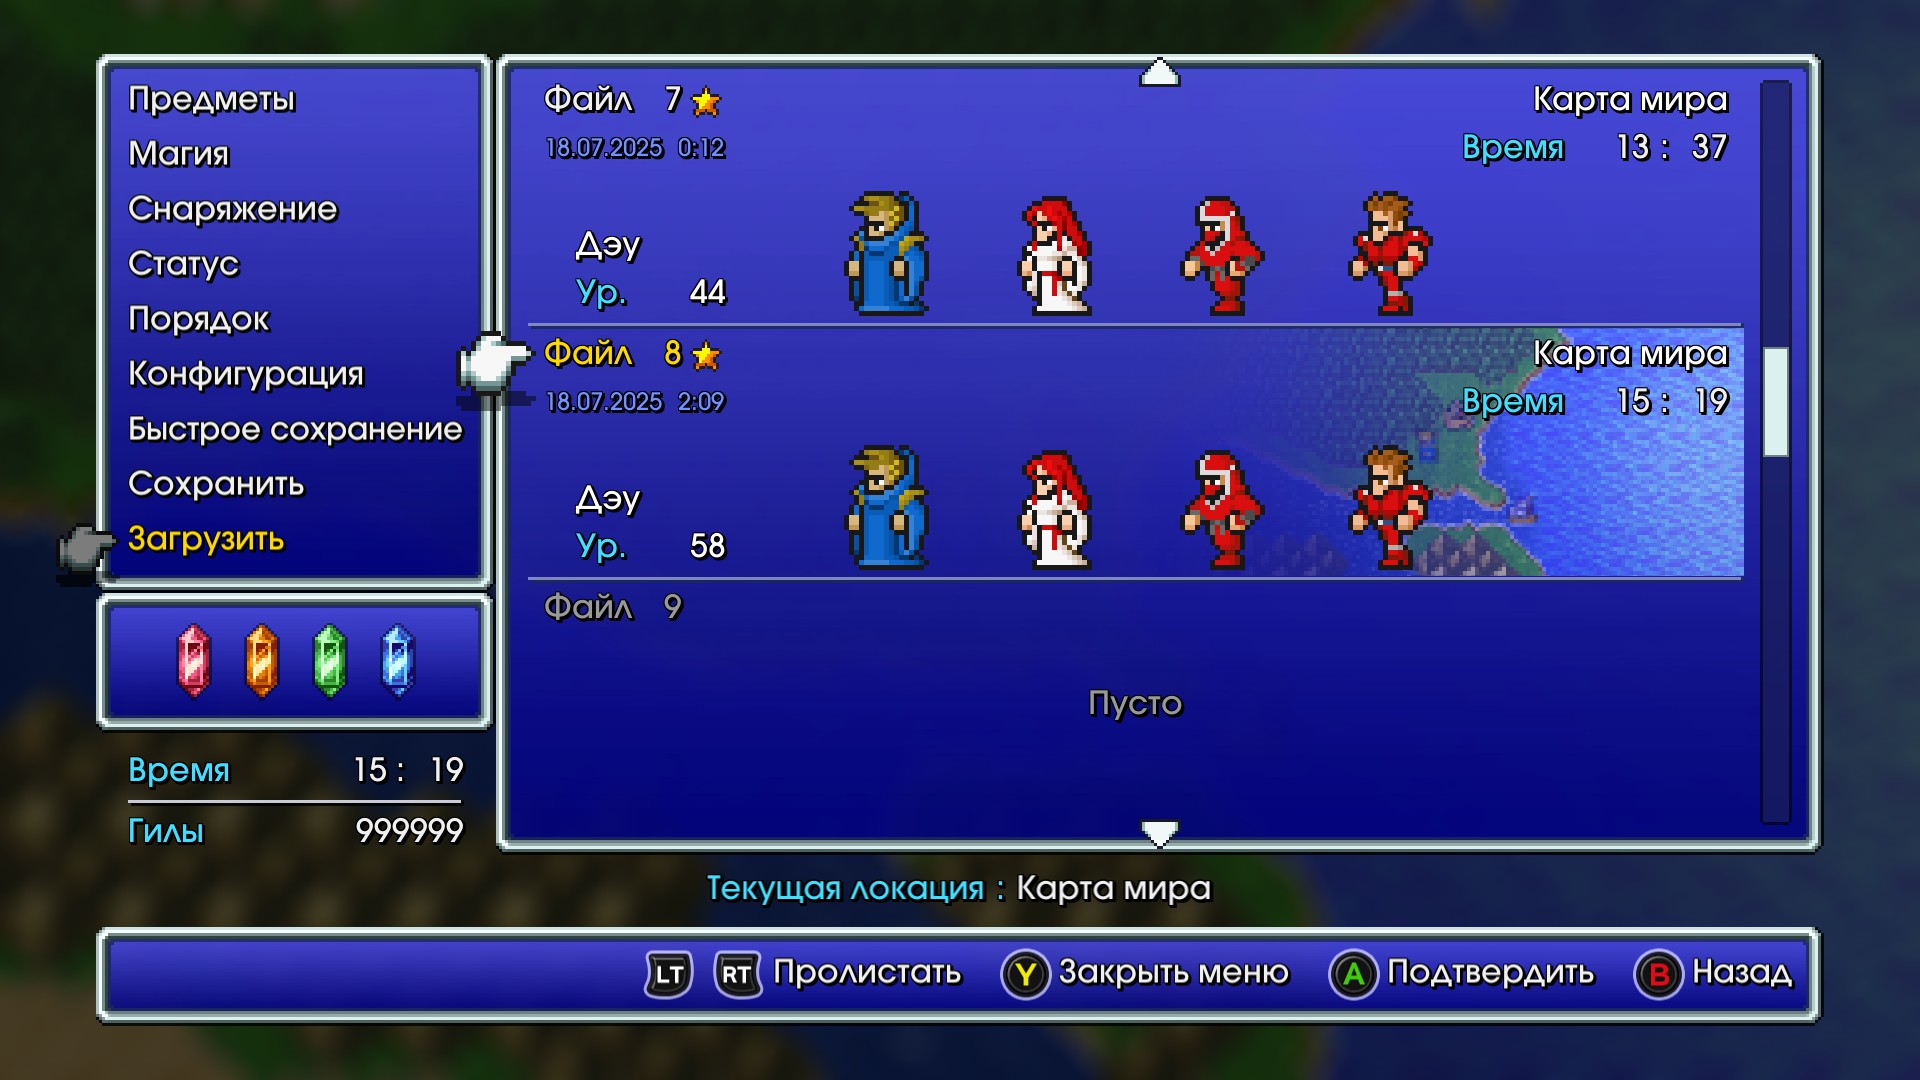 Предметы
Магия
Снаряжение
Статус
Порядок
Конфигурация
Быстрое сохранение
Сохранить
Загрузить
Время 15 : 19
Гилы 999999
Файл 7
Карта мира
18.07.2025 0:12
Время 13 : 37
Дэу
Ур. 44
Файл 8
Карта мира
18.07.2025 2:09
Время 15 : 19
Дэу
Ур. 58
Файл 9
Пусто
Текущая локация : Карта мира
LT RT Пролистать Y Закрыть меню A Подтвердить B Назад